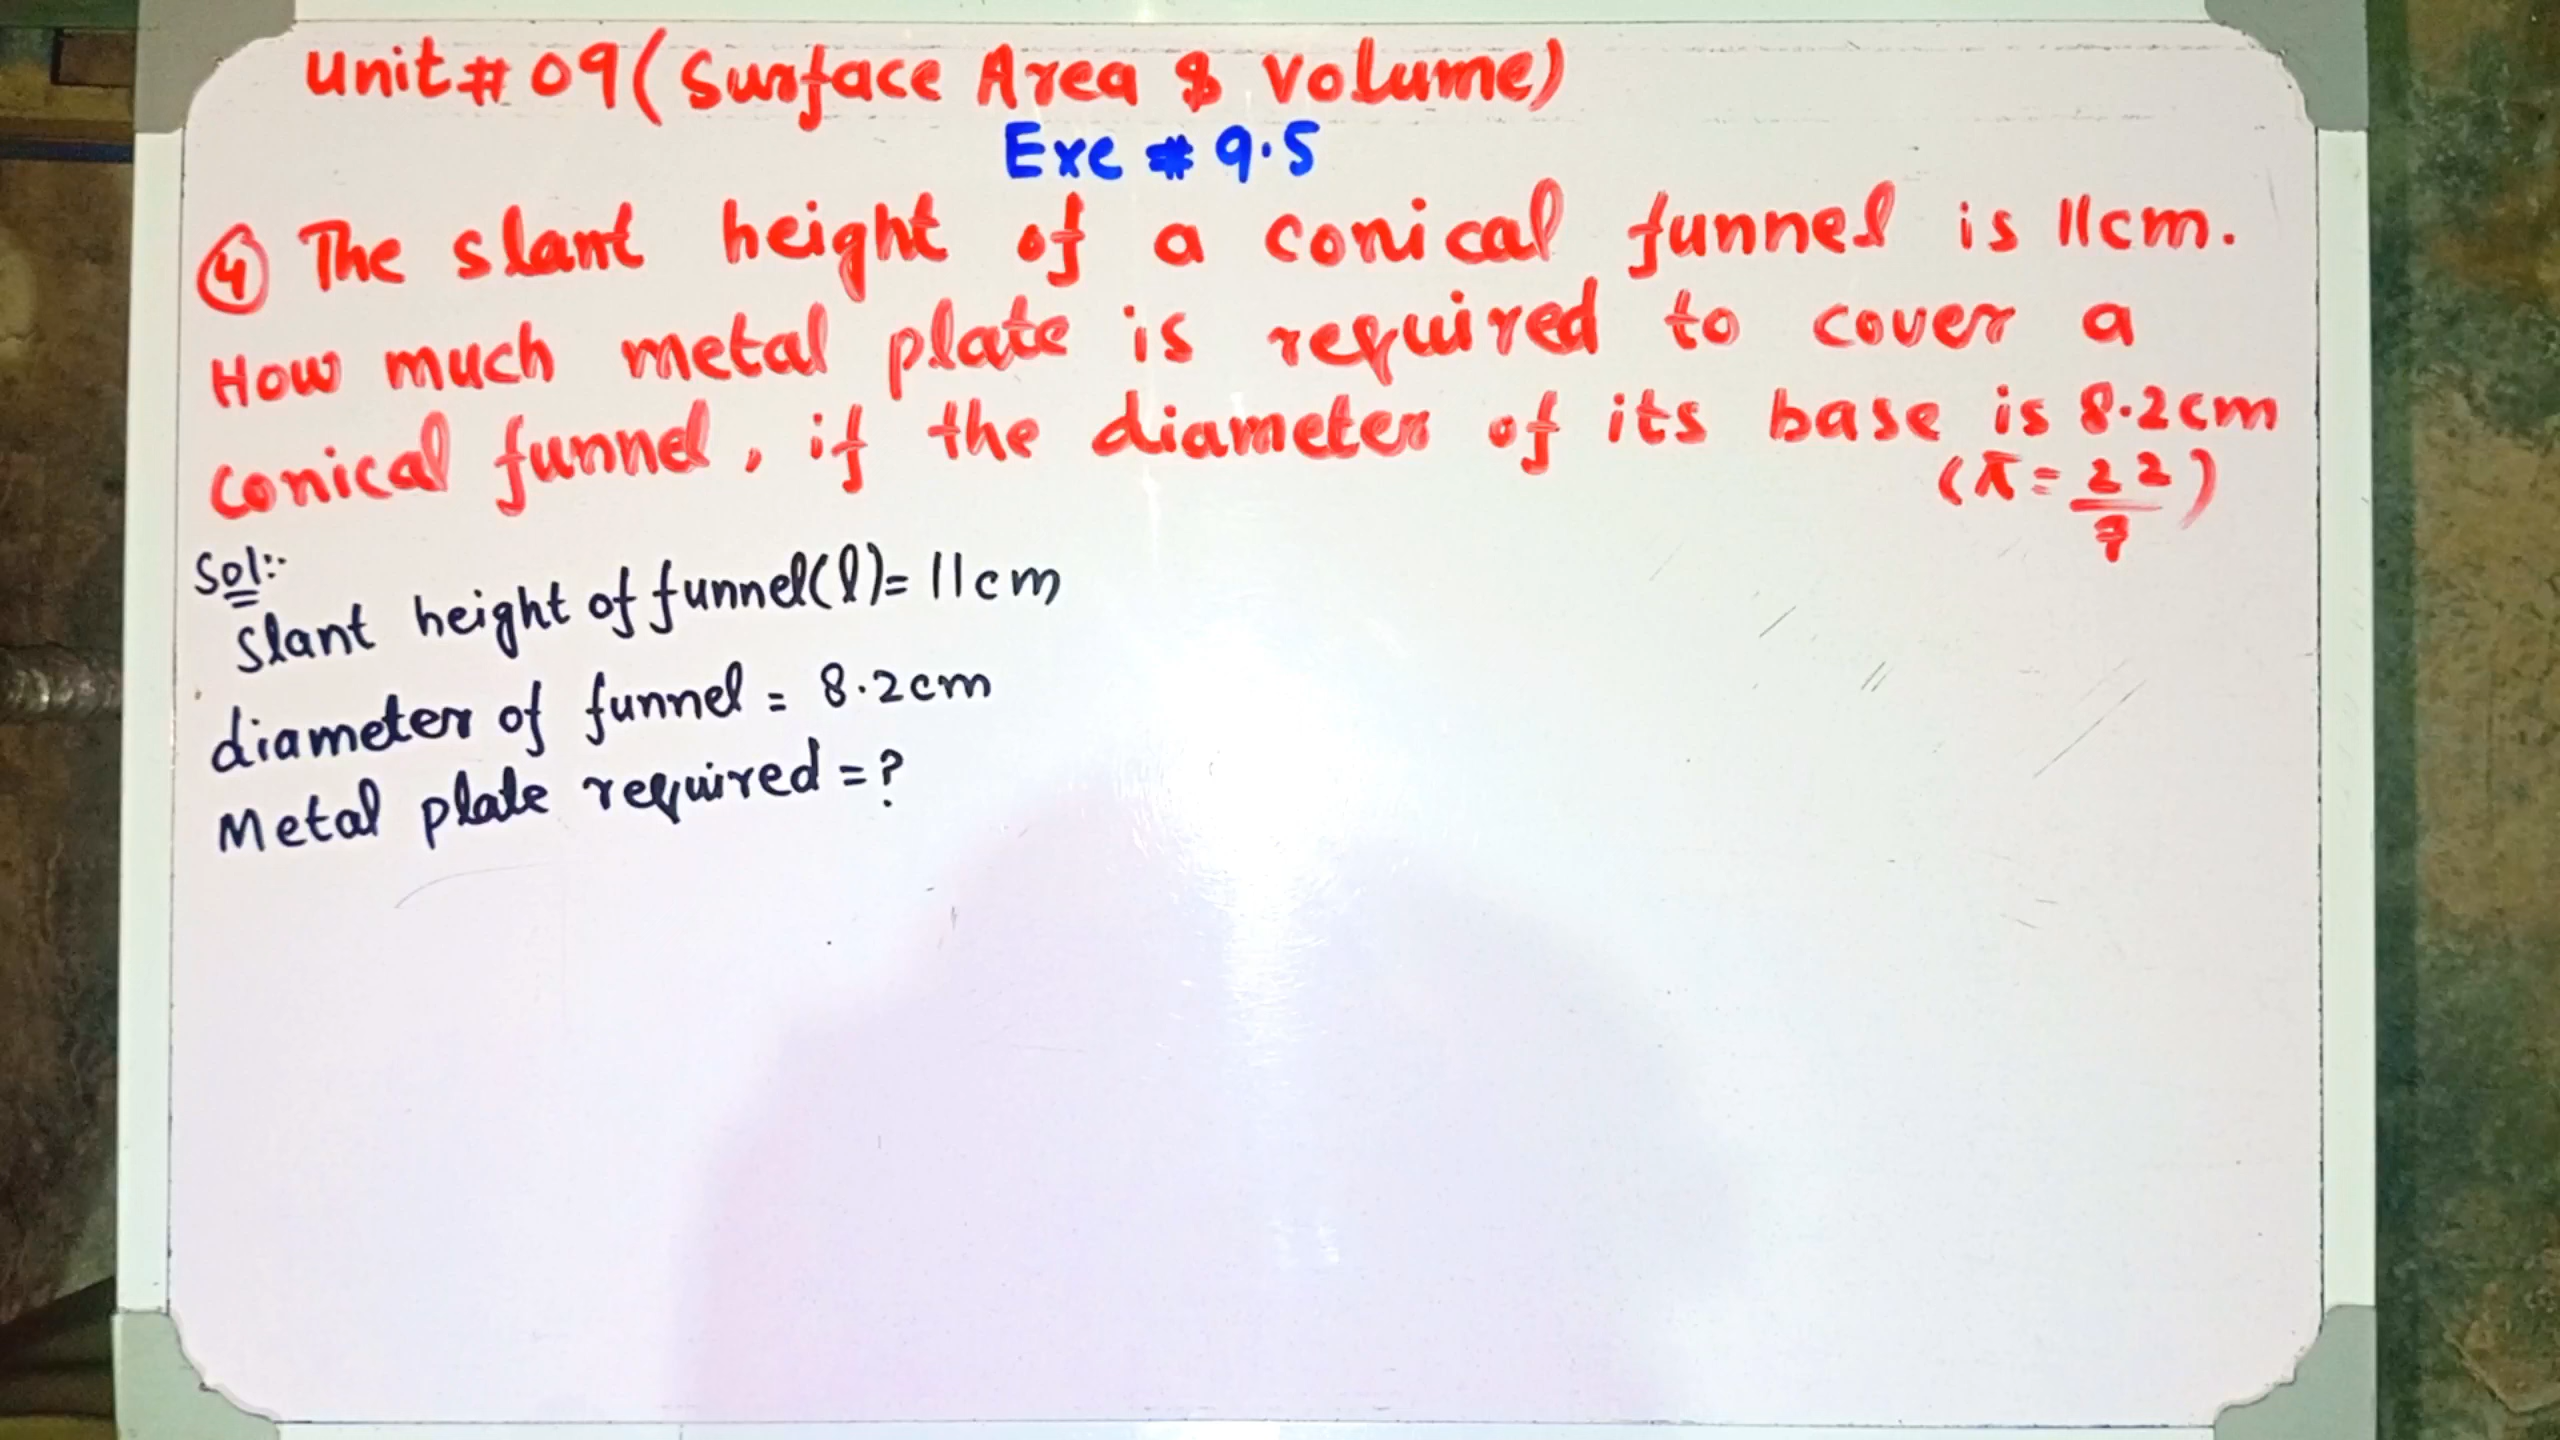 Unit # 09 (Surface Area & Volume)
Exe # 9.5
④ The slant height of a conical funnel is 11cm.
How much metal plate is required to cover a
conical funnel, if the diameter of its base is 8.2cm
(π = 22/7)
Sol:-
Slant height of funnel(l) = 11cm
diameter of funnel = 8.2cm
Metal plate required = ?